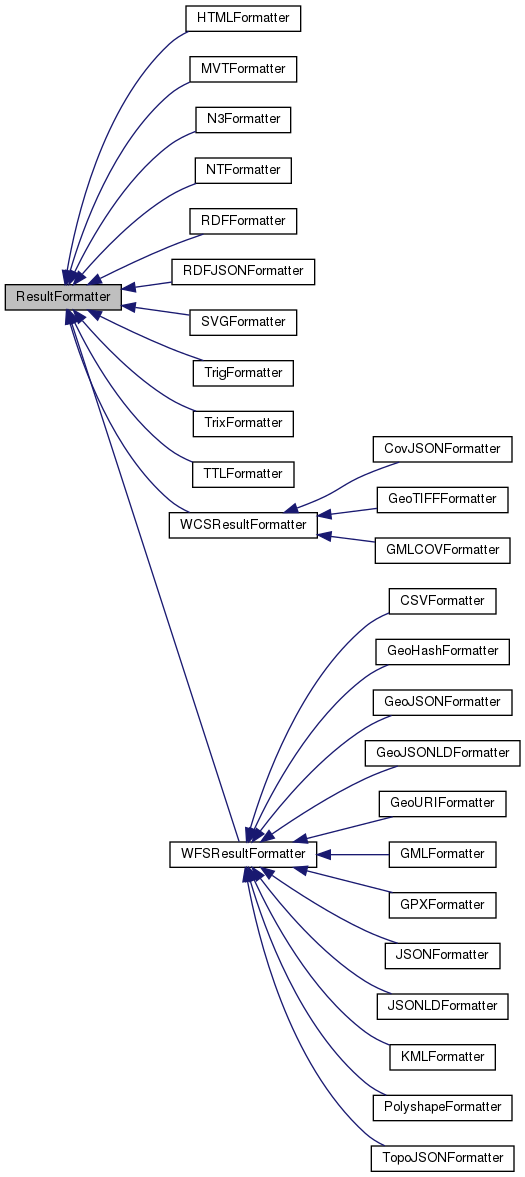 HTMLFormatter
MVTFormatter
N3Formatter
NTFormatter
RDFFormatter
RDFJSONFormatter
ResultFormatter
SVGFormatter
TrigFormatter
TrixFormatter
CovJSONFormatter
TTLFormatter
GeoTIFFFormatter
WCSResultFormatter
GMLCOVFormatter
CSVFormatter
GeoHashFormatter
GeoJSONFormatter
GeoJSONLDFormatter
GeoURIFormatter
WFSResultFormatter
GMLFormatter
GPXFormatter
JSONFormatter
JSONLDFormatter
KMLFormatter
PolyshapeFormatter
TopoJSONFormatter